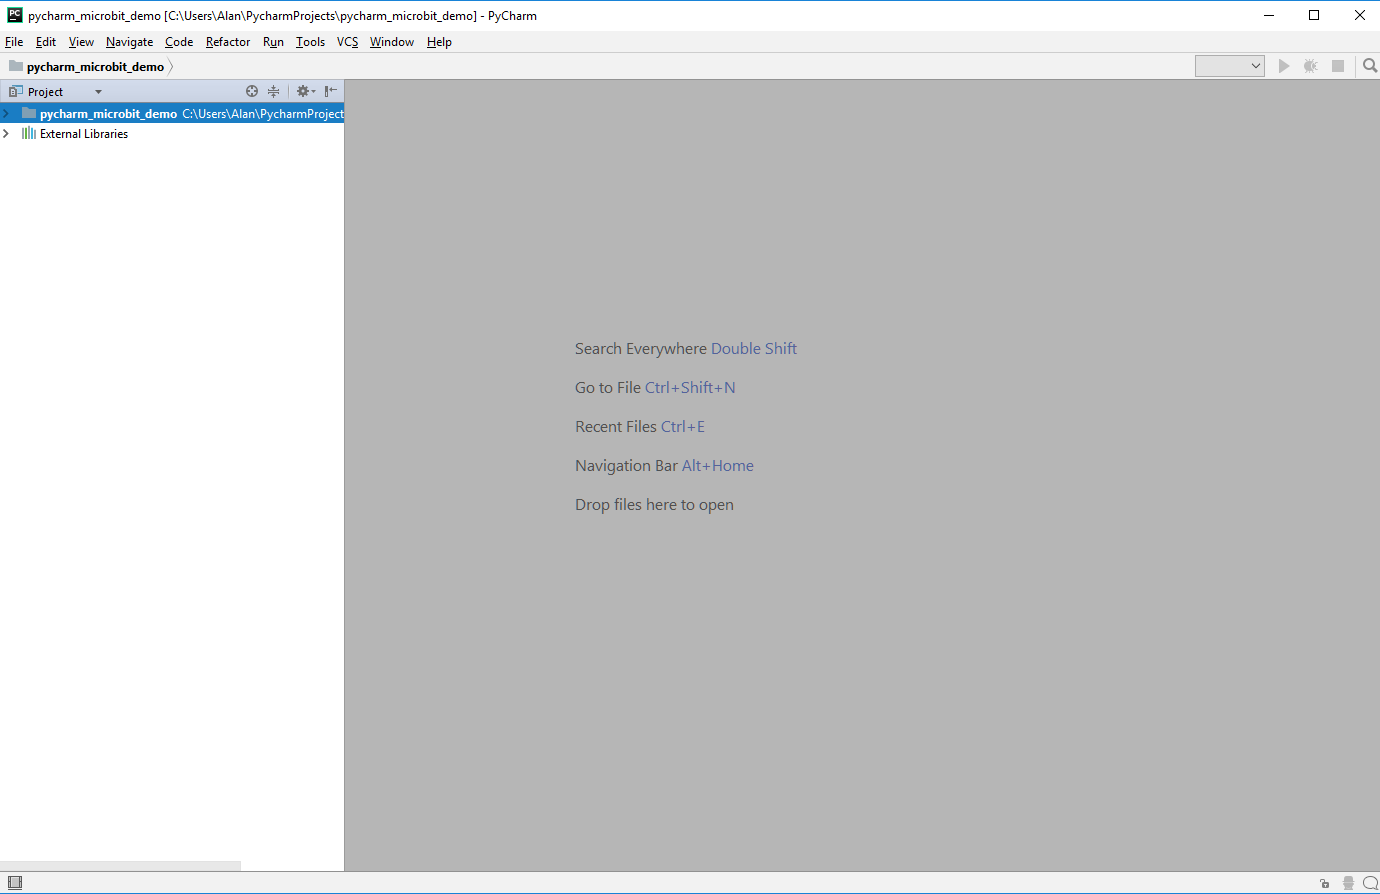 PC pycharm_microbit_demo [C:\Users\Alan\PycharmProjects\pycharm_microbit_demo] - PyCharm
File Edit View Navigate Code Refactor Run Tools VCS Window Help
pycharm_microbit_demo
Project
pycharm_microbit_demo C:\Users\Alan\PycharmProject
External Libraries
Search Everywhere Double Shift
Go to File Ctrl+Shift+N
Recent Files Ctrl+E
Navigation Bar Alt+Home
Drop files here to open